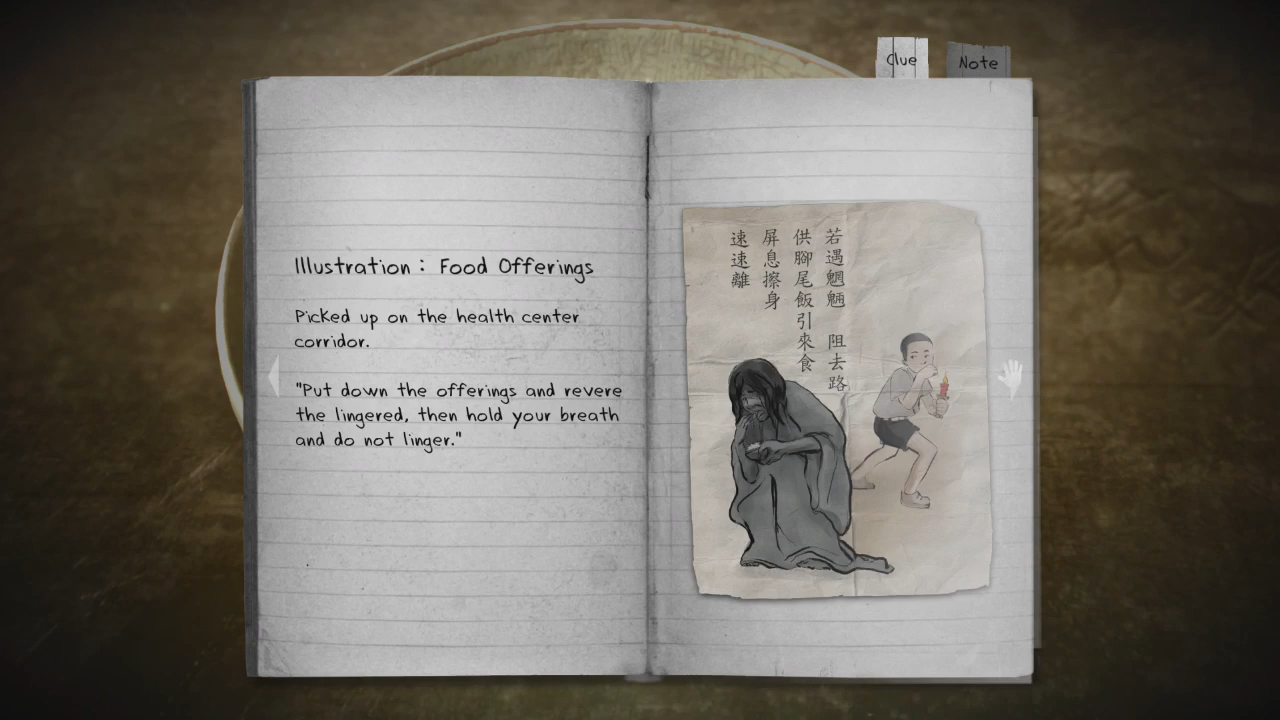 Clue
Note
Illustration : Food Offerings
Picked up on the health center
corridor.
"Put down the offerings and revere
the lingered, then hold your breath
and do not linger."
若遇魍魎 阻去路
供腳尾飯引來食
屏息擦身
速速離